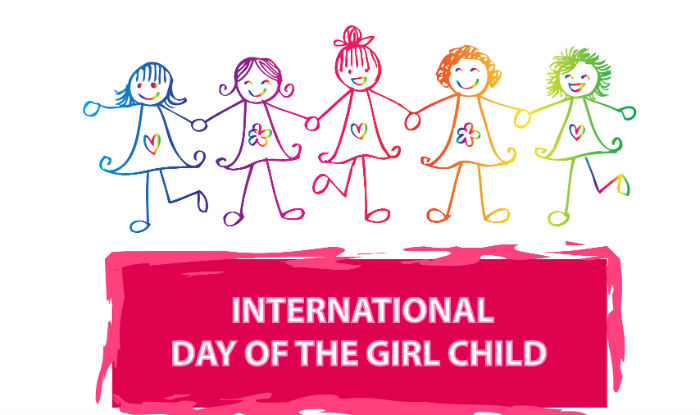 INTERNATIONAL
DAY OF THE GIRL CHILD